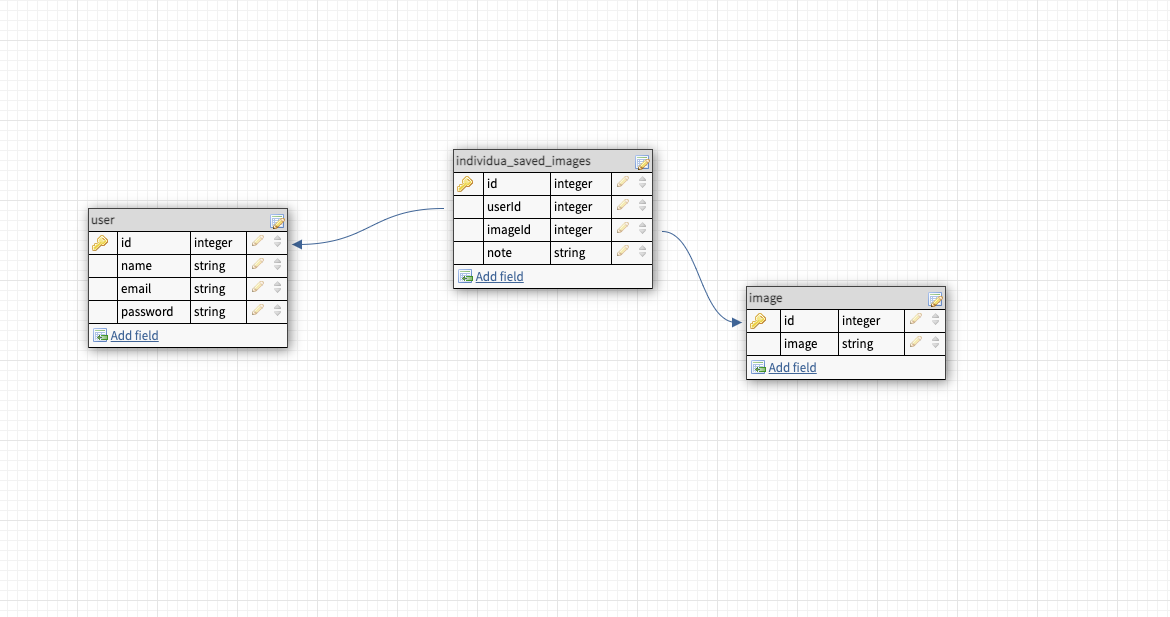 user
id integer
name string
email string
password string
Add field
individua_saved_images
id integer
userId integer
imageId integer
note string
Add field
image
id integer
image string
Add field